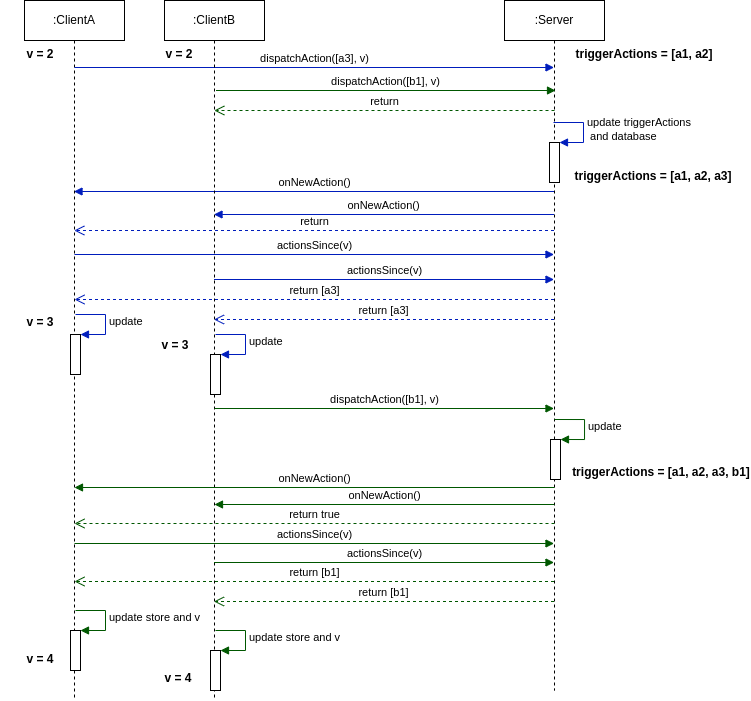 :ClientA
:ClientB
:Server
v = 2
v = 2
dispatchAction([a3], v)
triggerActions = [a1, a2]
dispatchAction([b1], v)
return
update triggerActions
and database
triggerActions = [a1, a2, a3]
onNewAction()
onNewAction()
return
actionsSince(v)
actionsSince(v)
return [a3]
return [a3]
v = 3
update
v = 3
update
dispatchAction([b1], v)
update
triggerActions = [a1, a2, a3, b1]
onNewAction()
onNewAction()
return true
actionsSince(v)
actionsSince(v)
return [b1]
return [b1]
update store and v
update store and v
v = 4
v = 4